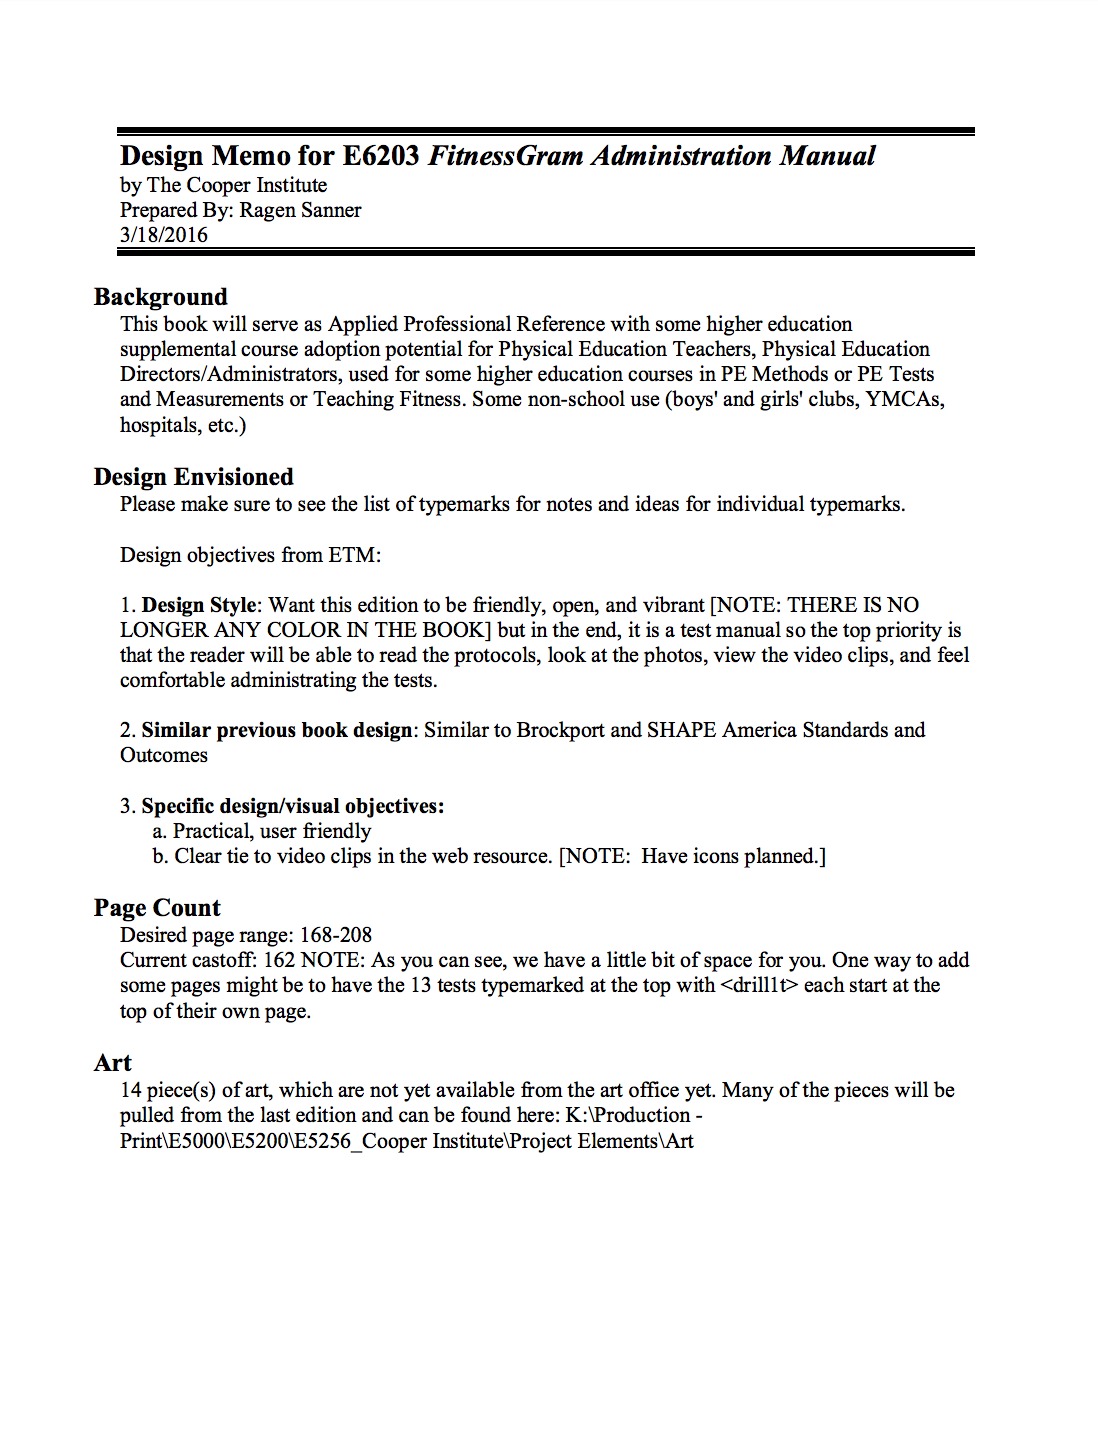 Design Memo for E6203 FitnessGram Administration Manual
by The Cooper Institute
Prepared By: Ragen Sanner
3/18/2016
Background
This book will serve as Applied Professional Reference with some higher education
supplemental course adoption potential for Physical Education Teachers, Physical Education
Directors/Administrators, used for some higher education courses in PE Methods or PE Tests
and Measurements or Teaching Fitness. Some non-school use (boys' and girls' clubs, YMCAs,
hospitals, etc.)
Design Envisioned
Please make sure to see the list of typemarks for notes and ideas for individual typemarks.
Design objectives from ETM:
1. Design Style: Want this edition to be friendly, open, and vibrant [NOTE: THERE IS NO
LONGER ANY COLOR IN THE BOOK] but in the end, it is a test manual so the top priority is
that the reader will be able to read the protocols, look at the photos, view the video clips, and feel
comfortable administrating the tests.
2. Similar previous book design: Similar to Brockport and SHAPE America Standards and
Outcomes
3. Specific design/visual objectives:
a. Practical, user friendly
b. Clear tie to video clips in the web resource. [NOTE:  Have icons planned.]
Page Count
Desired page range: 168-208
Current castoff: 162 NOTE: As you can see, we have a little bit of space for you. One way to add
some pages might be to have the 13 tests typemarked at the top with <drill1t> each start at the
top of their own page.
Art
14 piece(s) of art, which are not yet available from the art office yet. Many of the pieces will be
pulled from the last edition and can be found here: K:\Production -
Print\E5000\E5200\E5256_Cooper Institute\Project Elements\Art